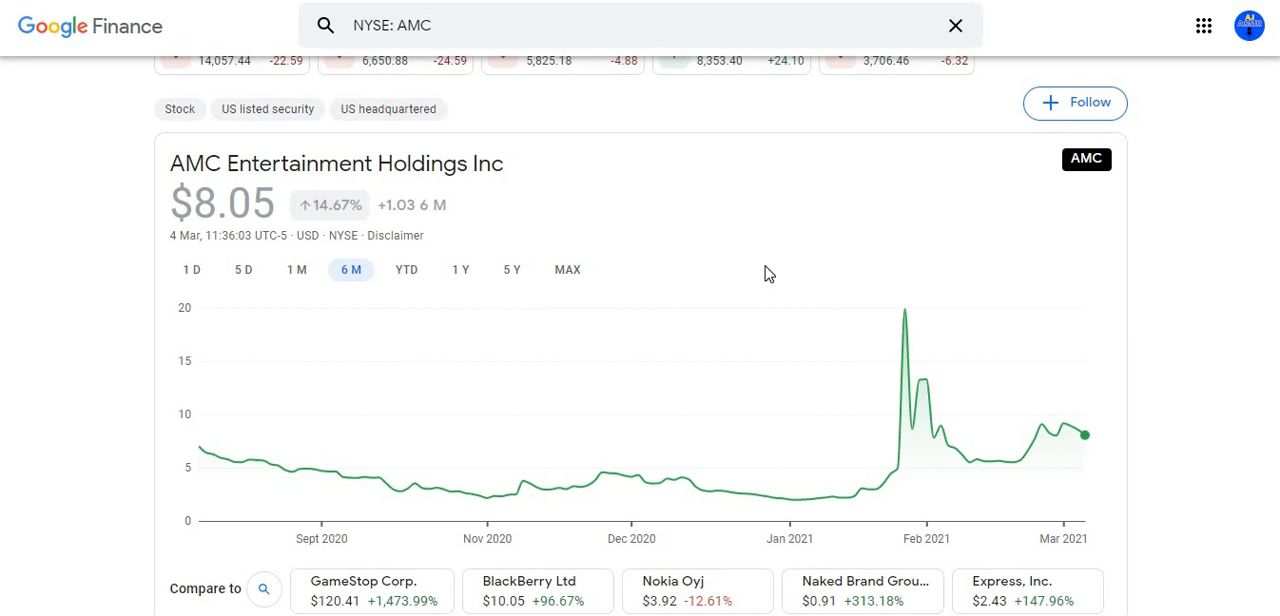 Google Finance
NYSE: AMC
14,057.44 -22.59 6,650.88 -24.59 5,825.18 -4.88 8,353.40 +24.10 3,706.46 -6.32
Stock US listed security US headquartered
+ Follow
AMC Entertainment Holdings Inc
AMC
$8.05 ↑14.67% +1.03 6 M
4 Mar, 11:36:03 UTC-5 · USD · NYSE · Disclaimer
1 D 5 D 1 M 6 M YTD 1 Y 5 Y MAX
20
15
10
5
0
Sept 2020 Nov 2020 Dec 2020 Jan 2021 Feb 2021 Mar 2021
Compare to
GameStop Corp. BlackBerry Ltd Nokia Oyj Naked Brand Grou... Express, Inc.
$120.41 +1,473.99% $10.05 +96.67% $3.92 -12.61% $0.91 +313.18% $2.43 +147.96%